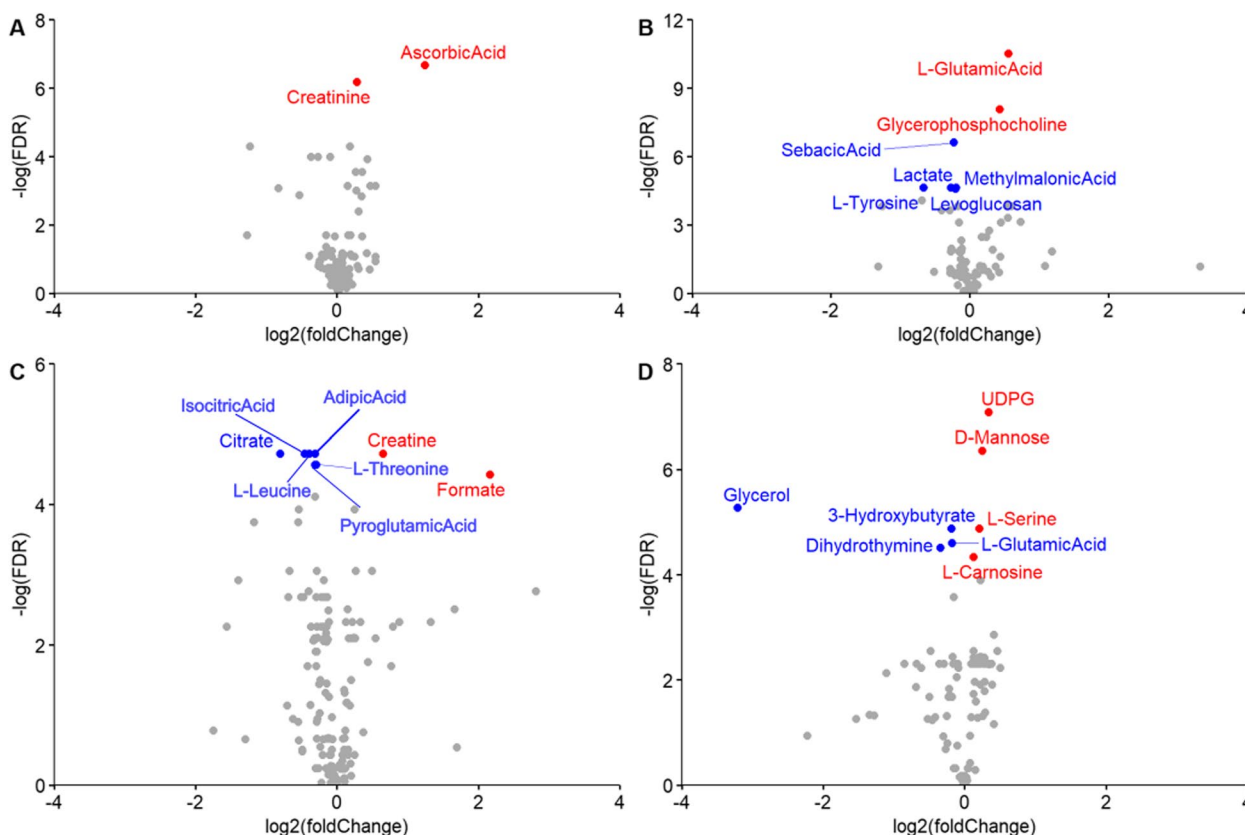 A
8
6
4
2
0
-log(FDR)
AscorbicAcid
Creatinine
-4
-2
0
2
4
log2(foldChange)
B
12
9
6
3
0
-log(FDR)
L-GlutamicAcid
Glycerophosphocholine
SebacicAcid
Lactate
MethylmalonicAcid
L-Tyrosine
Levoglucosan
-4
-2
0
2
4
log2(foldChange)
C
6
4
2
0
-log(FDR)
IsocitricAcid
AdipicAcid
Citrate
Creatine
L-Threonine
L-Leucine
Formate
PyroglutamicAcid
-4
-2
0
2
4
log2(foldChange)
D
8
6
4
2
0
-log(FDR)
UDPG
D-Mannose
Glycerol
3-Hydroxybutyrate
L-Serine
Dihydrothymine
L-GlutamicAcid
L-Carnosine
-4
-2
0
2
4
log2(foldChange)